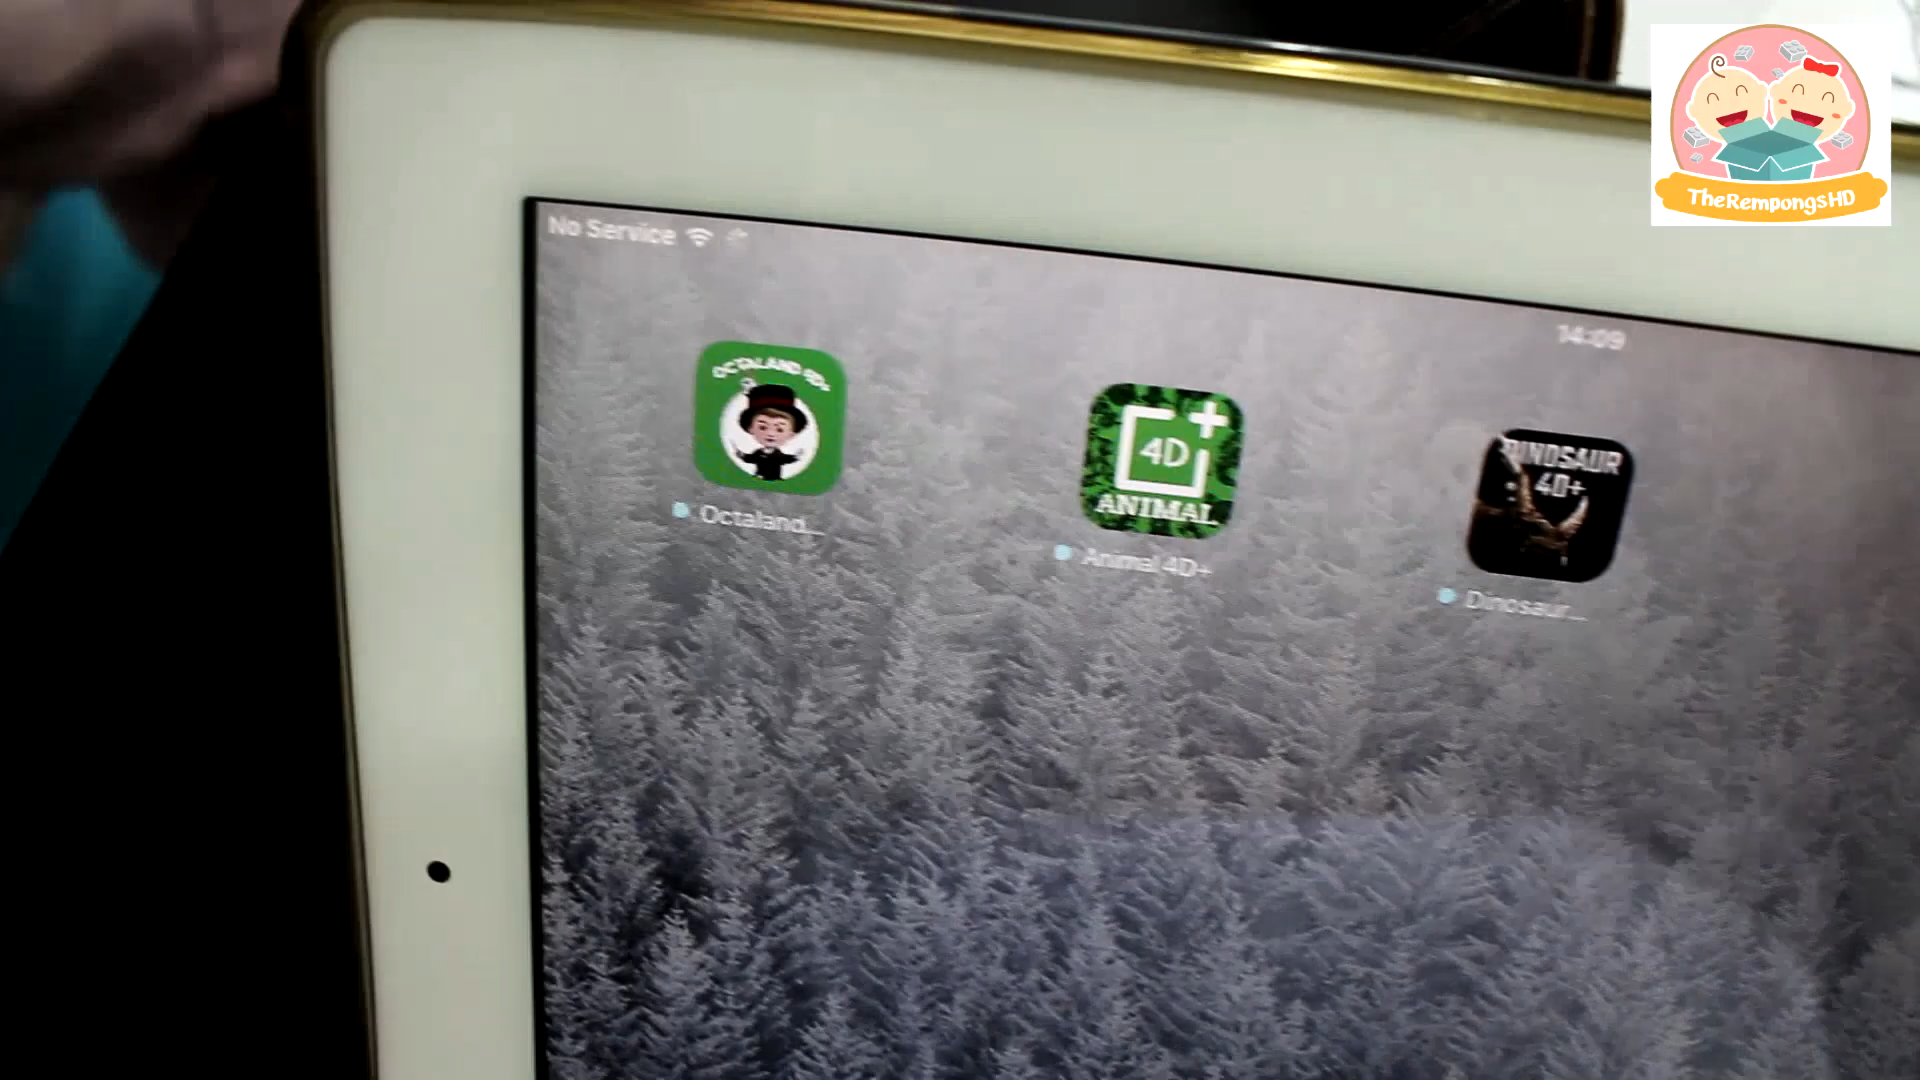 TheRempongsHD
No Service
14:09
OCTALAND 4D+
4D
ANIMAL
DINOSAUR
4D+
Octaland...
Animal 4D+
Dinosaur...